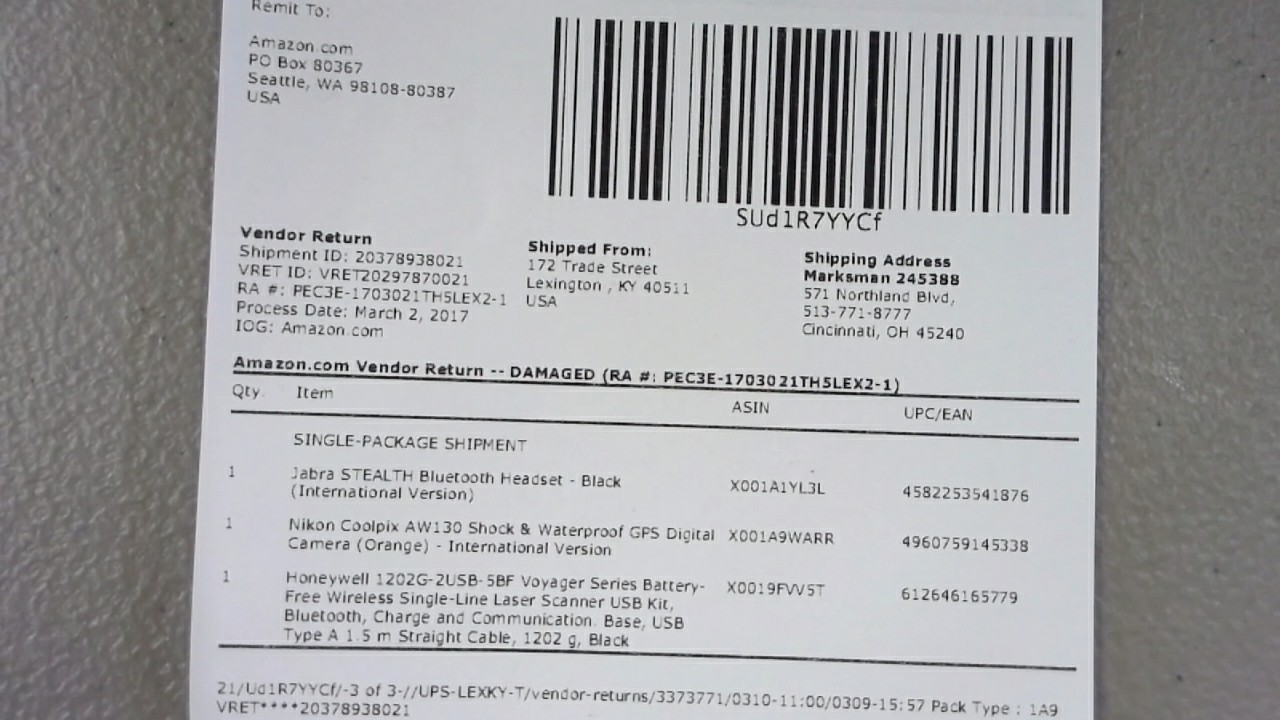 Remit To:
Amazon.com
PO Box 80367
Seattle, WA 98108-80387
USA
SUd1R7YYCf
Vendor Return
Shipment ID: 20378938021
VRET ID: VRET20297870021
RA #: PEC3E-1703021TH5LEX2-1
Process Date: March 2, 2017
IOG: Amazon.com
Shipped From:
172 Trade Street
Lexington , KY 40511
USA
Shipping Address
Marksman 245388
571 Northland Blvd,
513-771-8777
Cincinnati, OH 45240
Amazon.com Vendor Return -- DAMAGED (RA #: PEC3E-1703021TH5LEX2-1)
Qty. Item ASIN UPC/EAN
SINGLE-PACKAGE SHIPMENT
1 Jabra STEALTH Bluetooth Headset - Black X001A1YL3L 4582253541876
(International Version)
1 Nikon Coolpix AW130 Shock & Waterproof GPS Digital X001A9WARR 4960759145338
Camera (Orange) - International Version
1 Honeywell 1202G-2USB-5BF Voyager Series Battery- X0019FVV5T 612646165779
Free Wireless Single-Line Laser Scanner USB Kit,
Bluetooth, Charge and Communication. Base, USB
Type A 1.5 m Straight Cable, 1202 g, Black
21/Ud1R7YYCf/-3 of 3-//UPS-LEXKY-T/vendor-returns/3373771/0310-11:00/0309-15:57 Pack Type : 1A9
VRET****20378938021